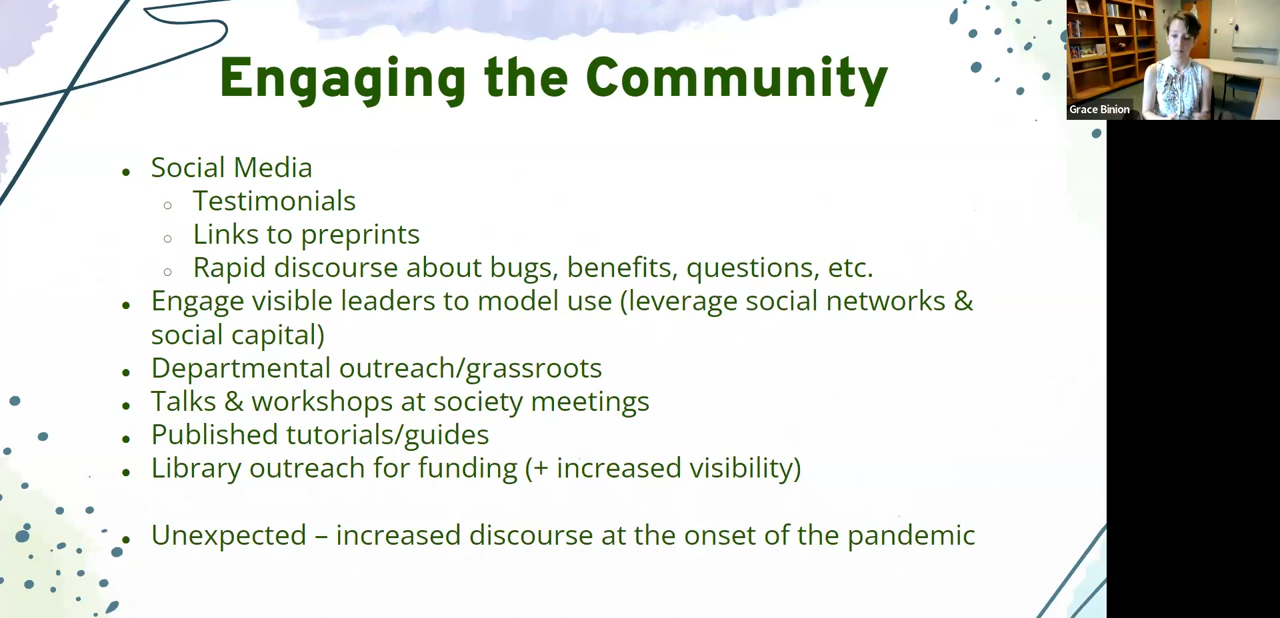 Engaging the Community
Grace Binion
• Social Media
○ Testimonials
○ Links to preprints
○ Rapid discourse about bugs, benefits, questions, etc.
• Engage visible leaders to model use (leverage social networks &
social capital)
• Departmental outreach/grassroots
• Talks & workshops at society meetings
• Published tutorials/guides
• Library outreach for funding (+ increased visibility)
• Unexpected – increased discourse at the onset of the pandemic